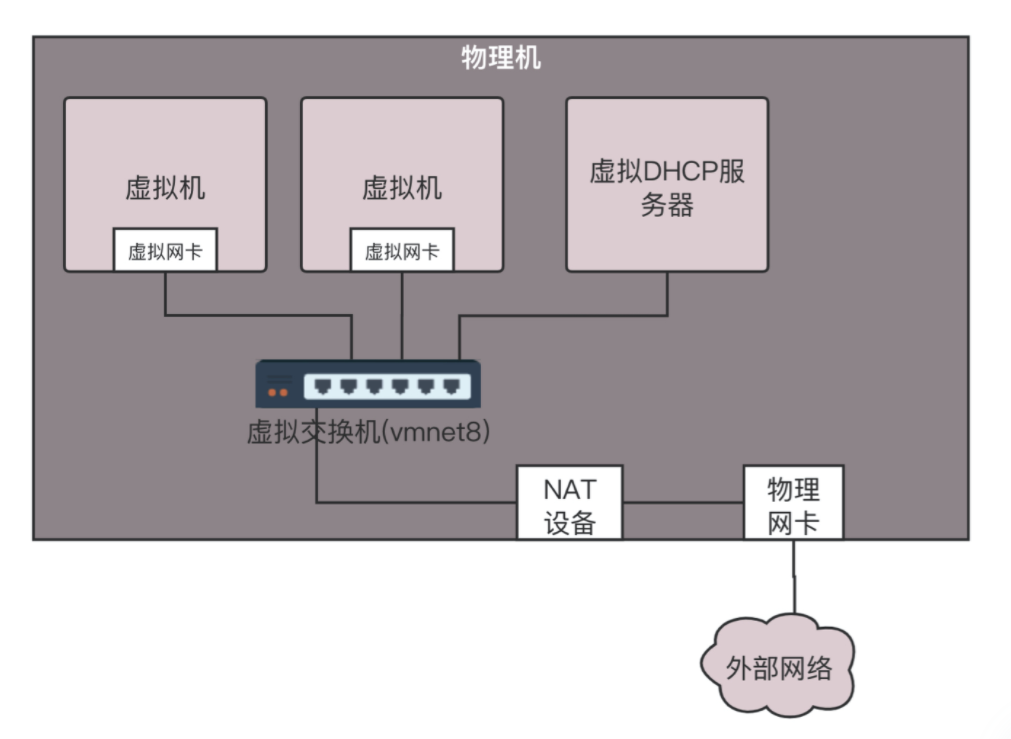 物理机
虚拟机
虚拟网卡
虚拟机
虚拟网卡
虚拟DHCP服
务器
虚拟交换机(vmnet8)
NAT
设备
物理
网卡
外部网络